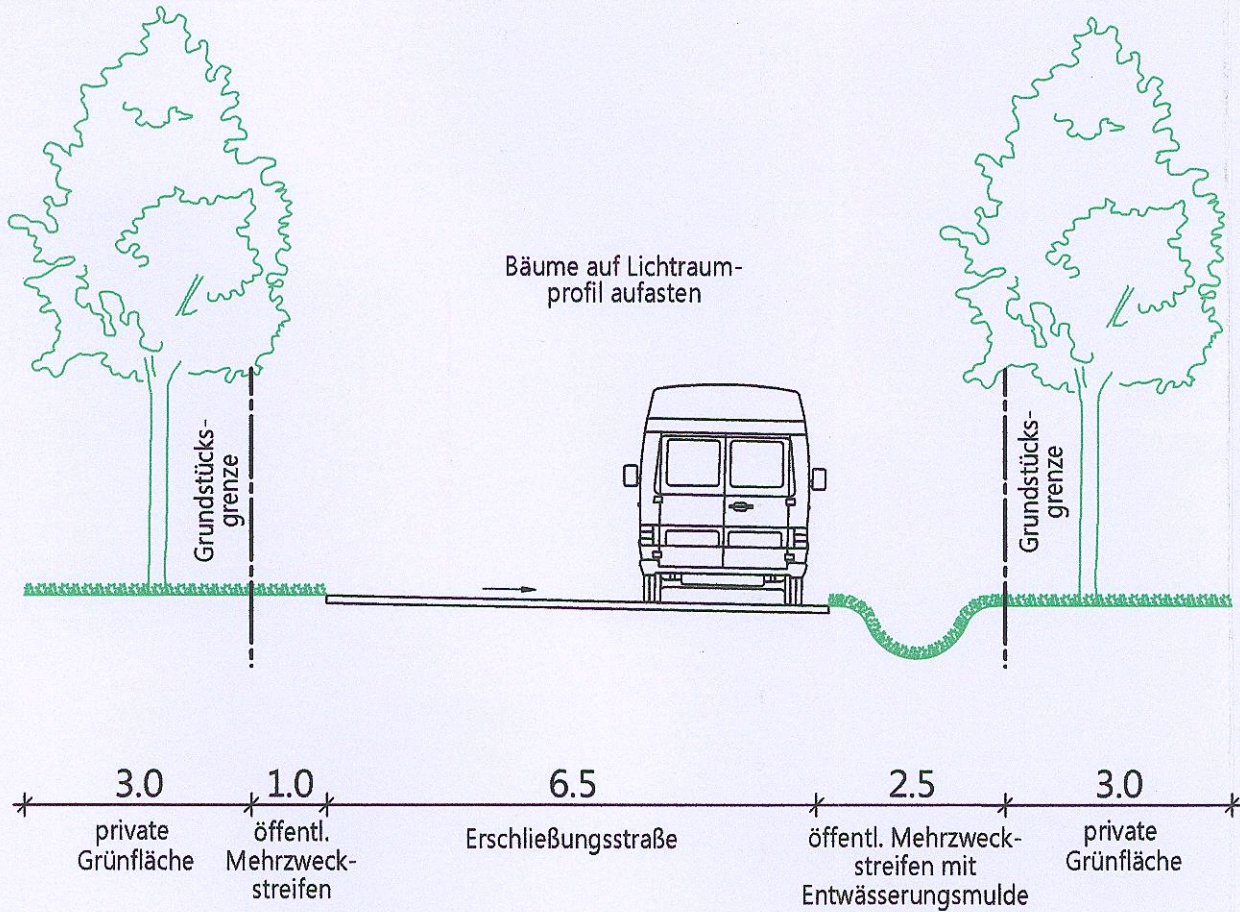 Bäume auf Lichtraum-
profil aufasten
Grundstücks-
grenze
Grundstücks-
grenze
3.0
1.0
6.5
2.5
3.0
private
Grünfläche
öffentl.
Mehrzweck-
streifen
Erschließungsstraße
öffentl. Mehrzweck-
streifen mit
Entwässerungsmulde
private
Grünfläche